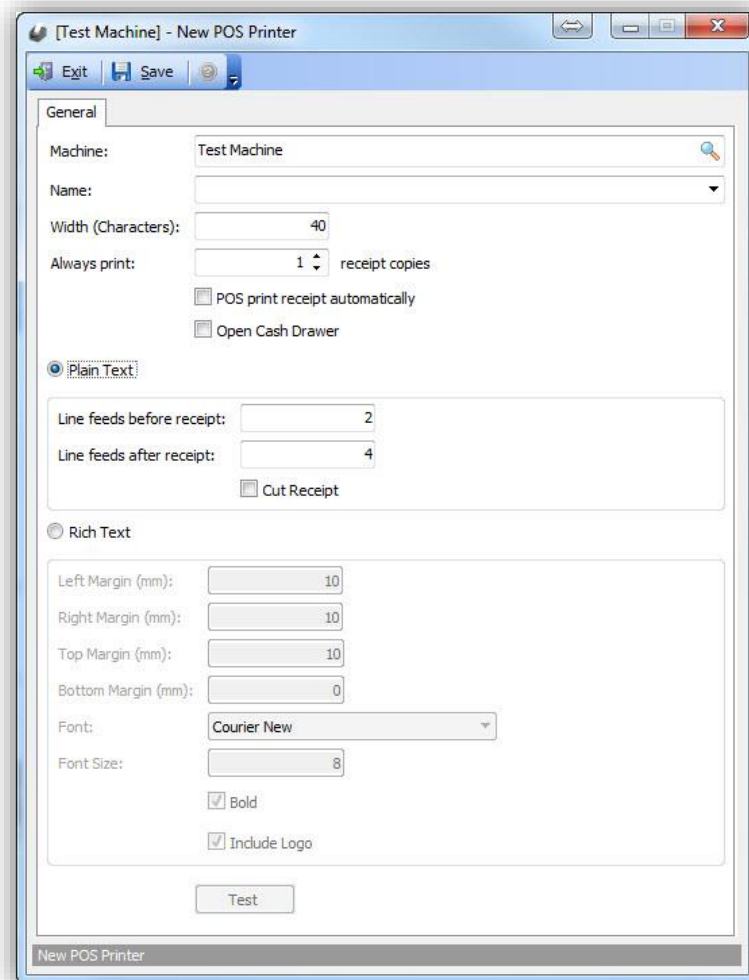 [Test Machine] - New POS Printer
Exit Save
General
Machine: Test Machine
Name:
Width (Characters): 40
Always print: 1 receipt copies
POS print receipt automatically
Open Cash Drawer
Plain Text
Line feeds before receipt: 2
Line feeds after receipt: 4
Cut Receipt
Rich Text
Left Margin (mm): 10
Right Margin (mm): 10
Top Margin (mm): 10
Bottom Margin (mm): 0
Font: Courier New
Font Size: 8
Bold
Include Logo
Test
New POS Printer